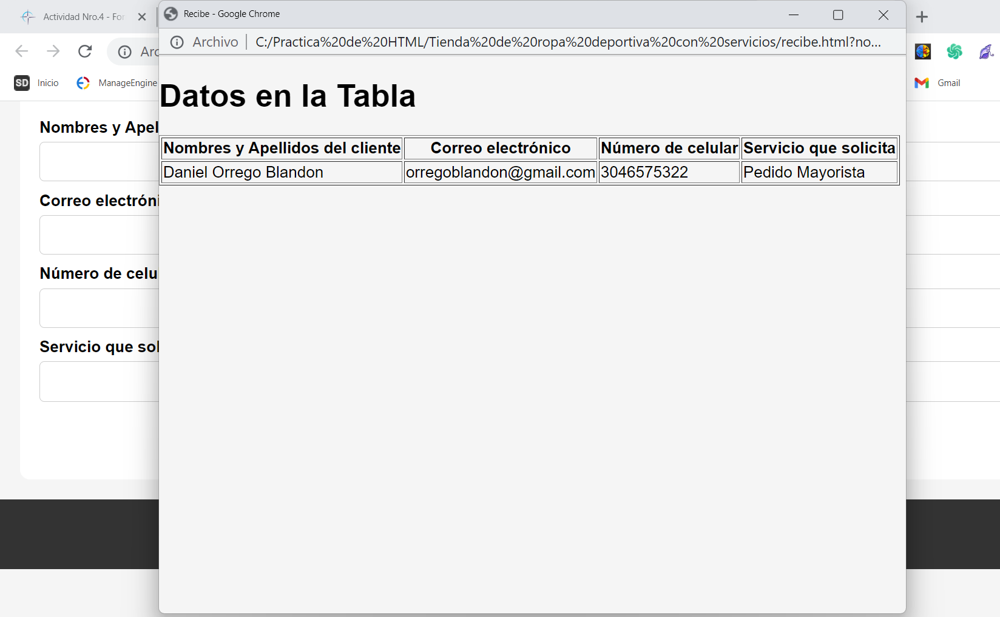 Actividad Nro.4 - For
Recibe - Google Chrome
Archivo
C:/Practica%20de%20HTML/Tienda%20de%20ropa%20deportiva%20con%20servicios/recibe.html?no...
Arc
SD Inicio
ManageEngine
Gmail
Datos en la Tabla
Nombres y Apellidos del cliente Correo electrónico Número de celular Servicio que solicita
Daniel Orrego Blandon orregoblandon@gmail.com 3046575322 Pedido Mayorista
Nombres y Apel
Correo electróni
Número de celu
Servicio que sol